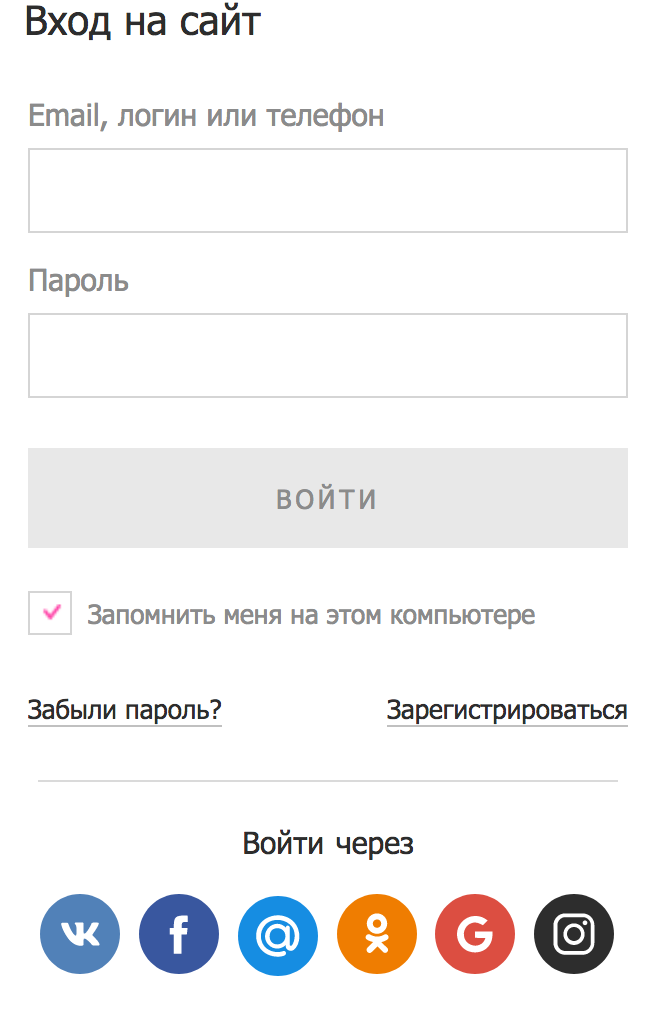 Вход на сайт
Email, логин или телефон
Пароль
ВОЙТИ
Запомнить меня на этом компьютере
Забыли пароль? Зарегистрироваться
Войти через